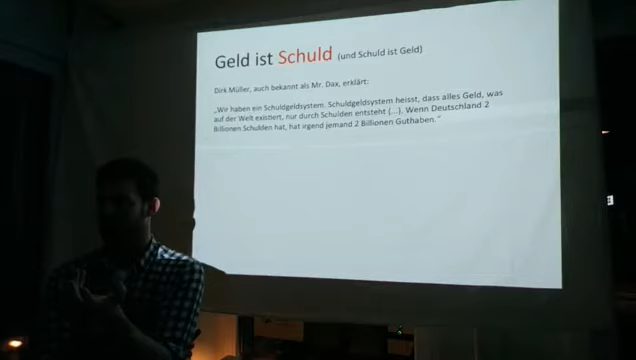 Geld ist Schuld (und Schuld ist Geld)
Dirk Müller, auch bekannt als Mr. Dax, erklärt:
„Wir haben ein Schuldgeldsystem. Schuldgeldsystem heisst, dass alles Geld, was
auf der Welt existiert, nur durch Schulden entsteht (...). Wenn Deutschland 2
Billionen Schulden hat, hat irgend jemand 2 Billionen Guthaben."